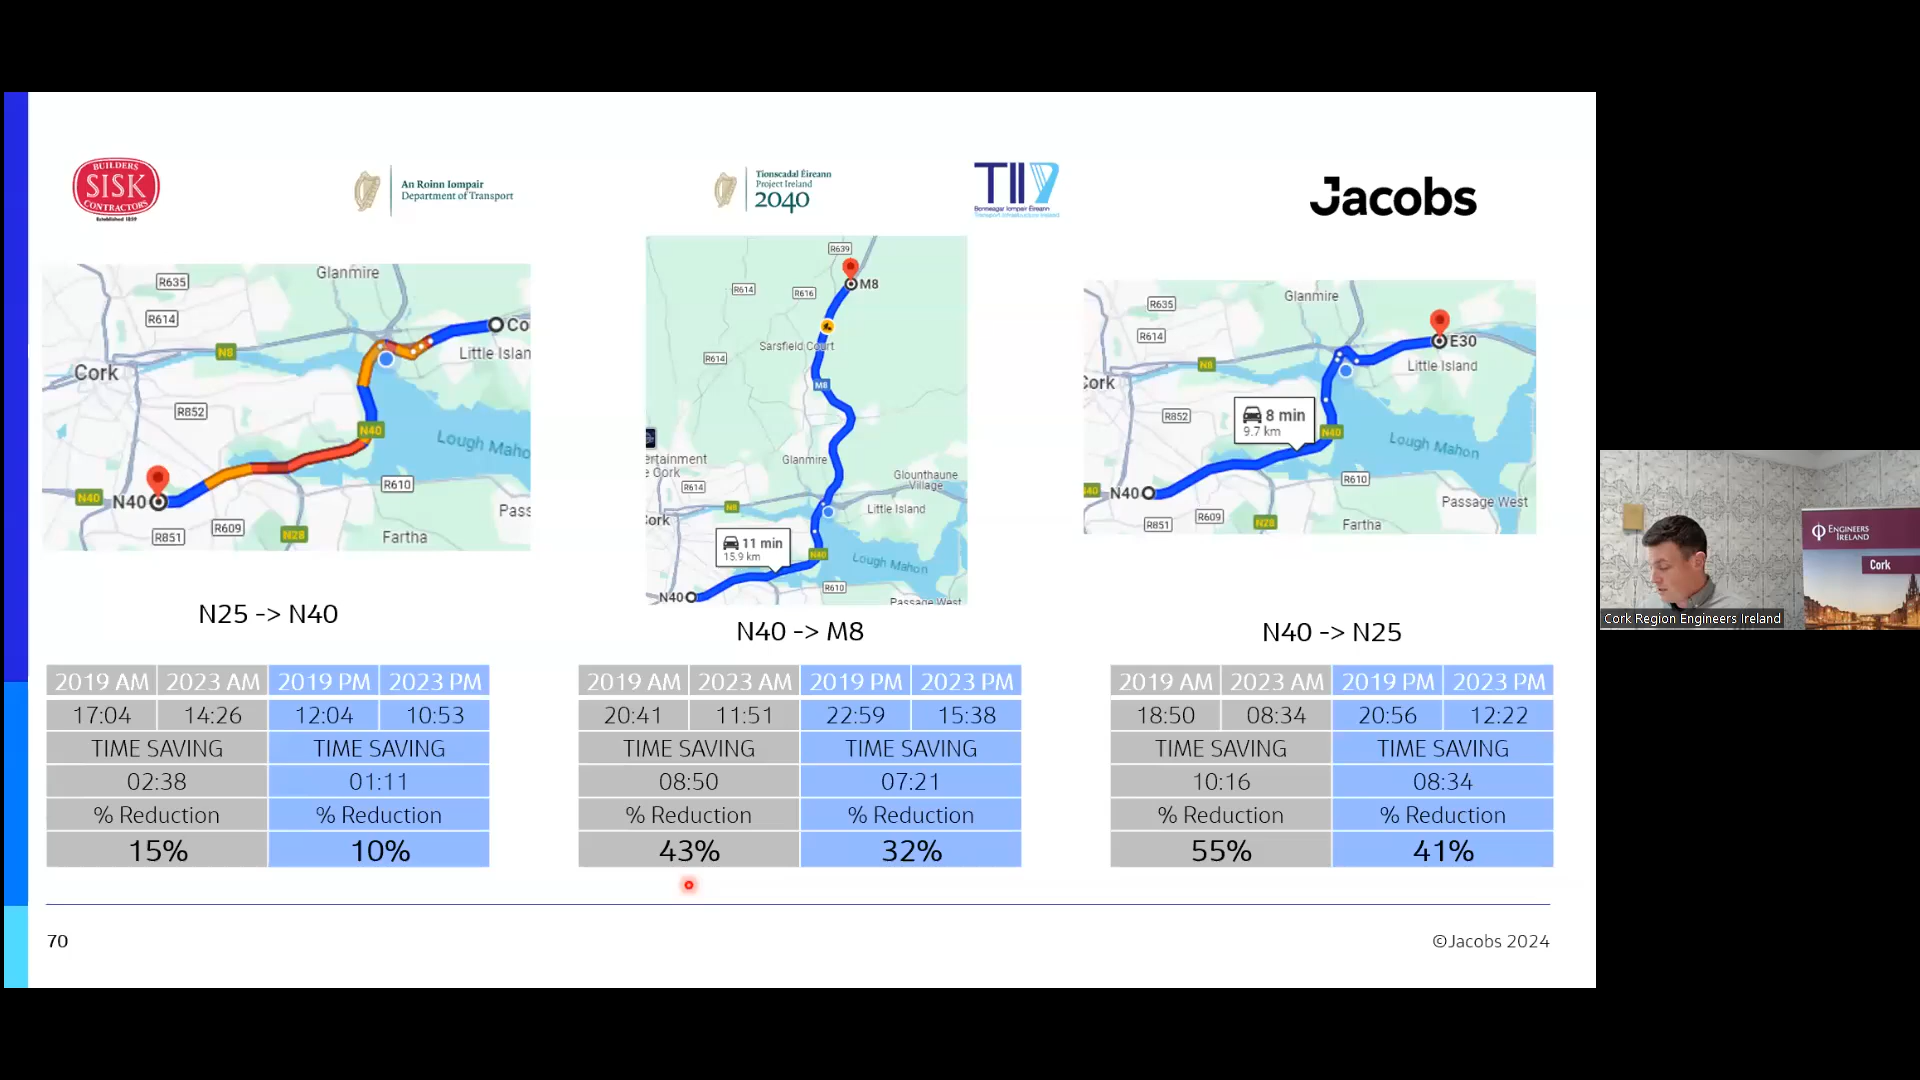 BUILDERS
SISK
CONTRACTORS
Established 1859
An Roinn Iompair
Department of Transport
Tionscadal Éireann
Project Ireland
2040
TII
Bonneagar Iompair Éireann
Transport Infrastructure Ireland
Jacobs
Glanmire
R635
R614
N8
Co
Little Islan
Cork
R852
N40
Lough Maho
N40
N40
R610
Pass
R851
R609
N28
Fartha
R639
M8
R614
R616
Sarsfield Court
R614
M8
ertainment
e Cork
Glanmire
R614
Glounthaune
Village
N8
Little Island
ork
11 min
15.9 km
N40
Lough Mahon
R610
N40
Passage West
Glanmire
R635
R614
E30
N8
Little Island
Cork
R852
8 min
9.7 km
N40
Lough Mahon
R610
40
N40
Passage West
R851
R609
N28
Fartha
N25 -> N40
N40 -> M8
N40 -> N25
2019 AM 2023 AM 2019 PM 2023 PM
17:04 14:26 12:04 10:53
TIME SAVING TIME SAVING
02:38 01:11
% Reduction % Reduction
15% 10%
2019 AM 2023 AM 2019 PM 2023 PM
20:41 11:51 22:59 15:38
TIME SAVING TIME SAVING
08:50 07:21
% Reduction % Reduction
43% 32%
2019 AM 2023 AM 2019 PM 2023 PM
18:50 08:34 20:56 12:22
TIME SAVING TIME SAVING
10:16 08:34
% Reduction % Reduction
55% 41%
70
©Jacobs 2024
ENGINEERS
IRELAND
Cork
Cork Region Engineers Ireland